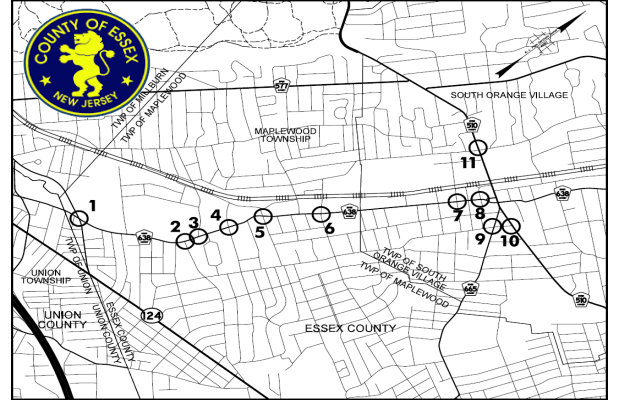 COUNTY OF ESSEX
NEW JERSEY
TWP OF MILLBURN
TWP OF MAPLEWOOD
577
SOUTH ORANGE VILLAGE
510
MAPLEWOOD
TOWNSHIP
11
1
638
2
3
4
5
6
638
7
8
638
9
10
TWP OF SOUTH
ORANGE VILLAGE
TWP OF MAPLEWOOD
665
510
TWP OF UNION
UNION
TOWNSHIP
UNION
COUNTY
ESSEX COUNTY
UNION COUNTY
124
ESSEX COUNTY